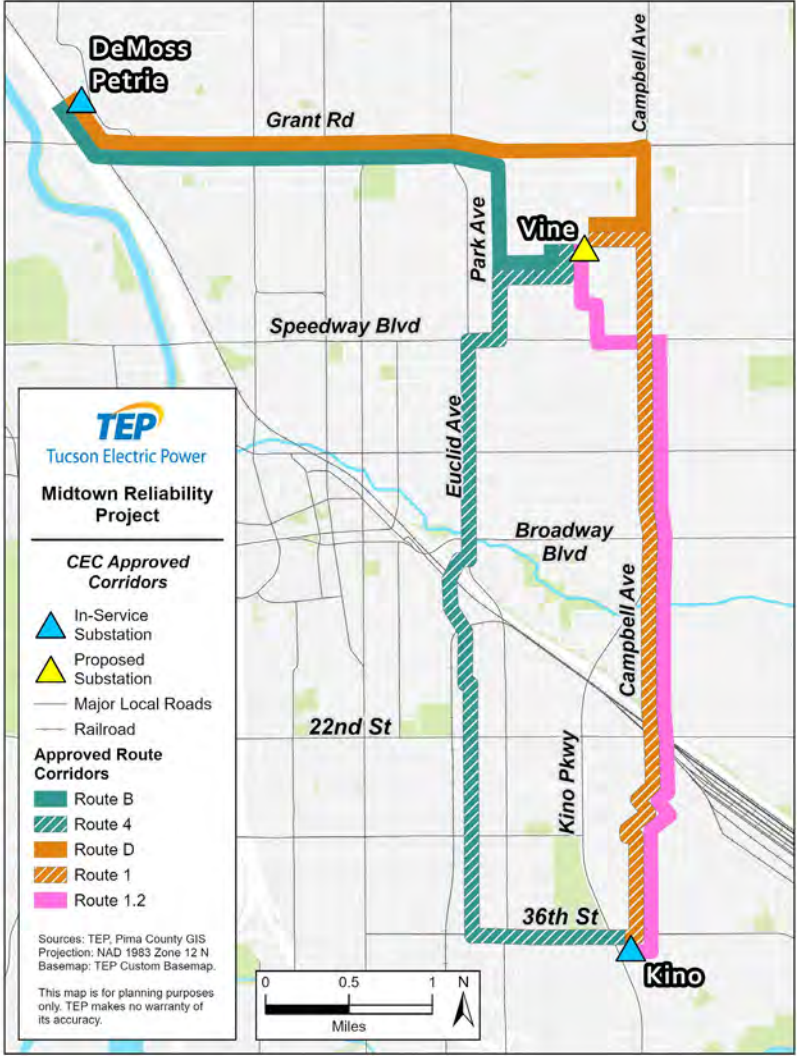 DeMoss
Petrie
Grant Rd
Campbell Ave
Park Ave
Vine
Speedway Blvd
Euclid Ave
Broadway
Blvd
Campbell Ave
22nd St
Kino Pkwy
36th St
Kino
TEP
Tucson Electric Power
Midtown Reliability
Project
CEC Approved
Corridors
In-Service
Substation
Proposed
Substation
Major Local Roads
Railroad
Approved Route
Corridors
Route B
Route 4
Route D
Route 1
Route 1.2
Sources: TEP, Pima County GIS
Projection: NAD 1983 Zone 12 N
Basemap: TEP Custom Basemap.
This map is for planning purposes
only. TEP makes no warranty of
its accuracy.
0 0.5 1 N
Miles